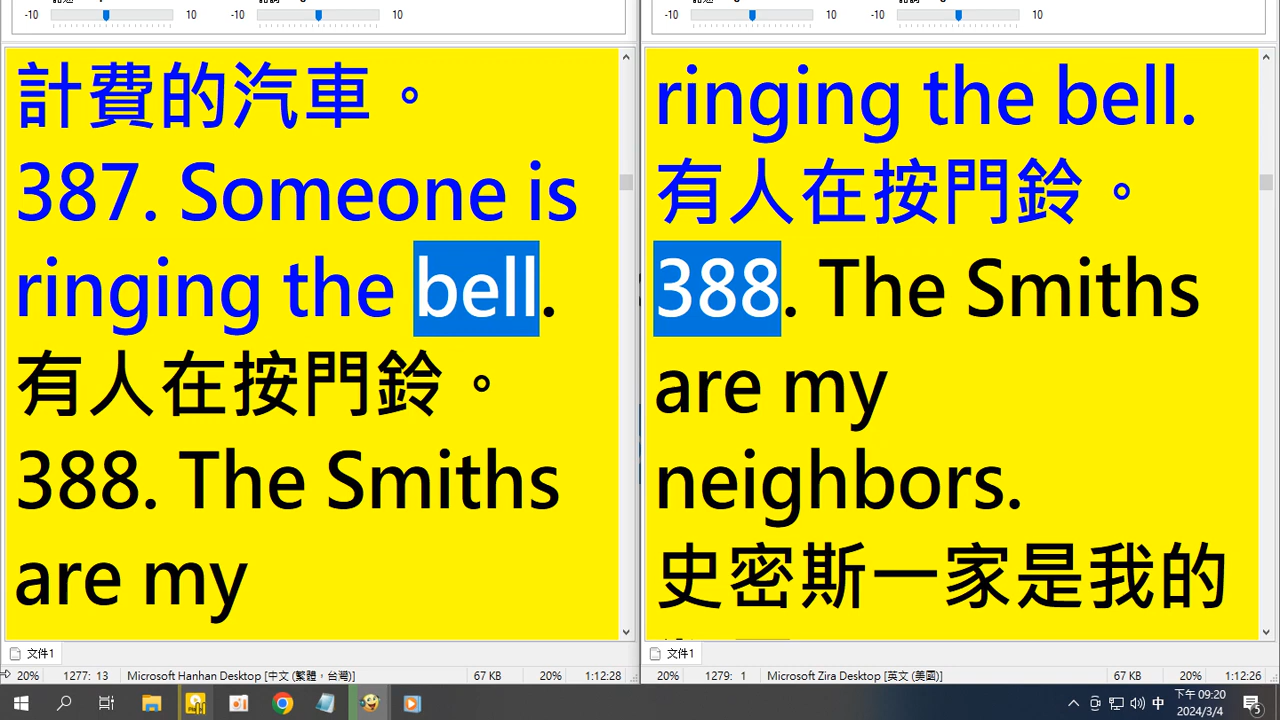 -10 10 -10 10
計費的汽車。
387. Someone is
ringing the bell.
有人在按門鈴。
388. The Smiths
are my
文件1
20% 1277: 13 Microsoft Hanhan Desktop [中文 (繁體，台灣)] 67 KB 20% 1:12:28
-10 10 -10 10
ringing the bell.
有人在按門鈴。
388. The Smiths
are my
neighbors.
史密斯一家是我的
文件1
20% 1279: 1 Microsoft Zira Desktop [英文 (美國)] 67 KB 20% 1:12:26
中 下午 09:20
2024/3/4
5